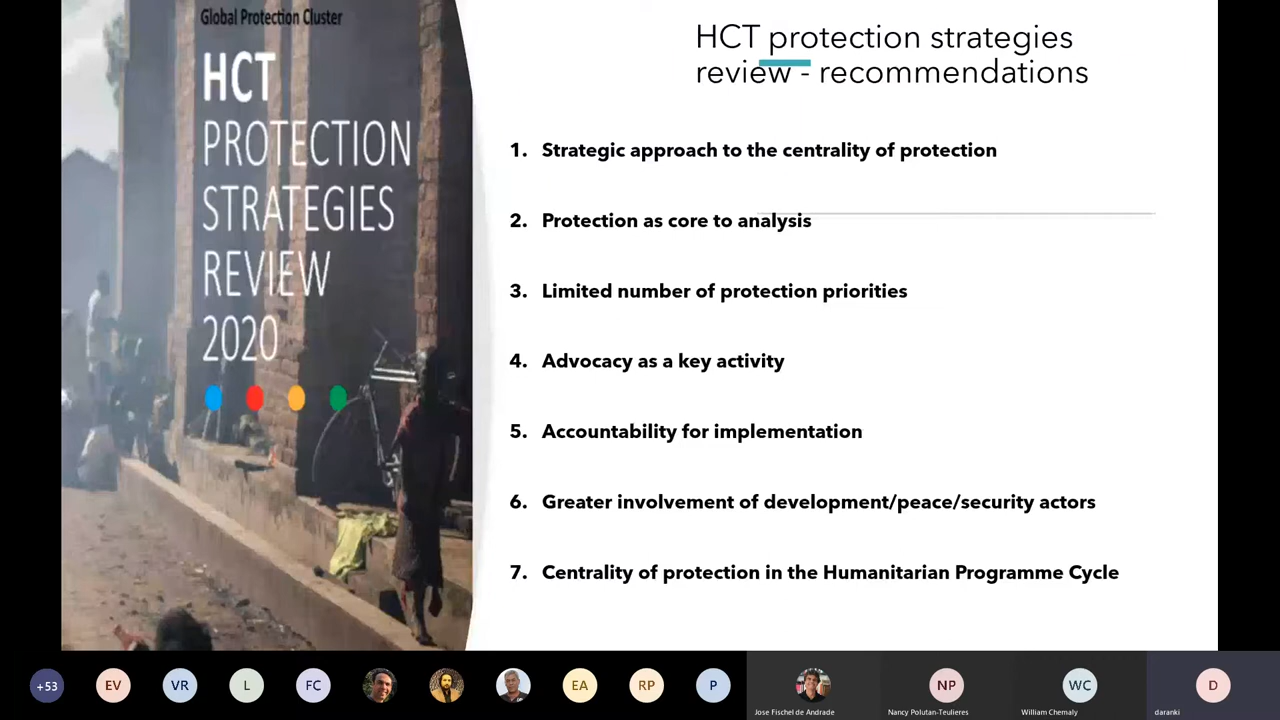 Global Protection Cluster
HCT
PROTECTION
STRATEGIES
REVIEW
2020
HCT protection strategies
review - recommendations
1. Strategic approach to the centrality of protection
2. Protection as core to analysis
3. Limited number of protection priorities
4. Advocacy as a key activity
5. Accountability for implementation
6. Greater involvement of development/peace/security actors
7. Centrality of protection in the Humanitarian Programme Cycle
+53 EV VR L FC EA RP P NP WC D
Jose Fischel de Andrade Nancy Polutan-Teulieres William Chemaly daranki